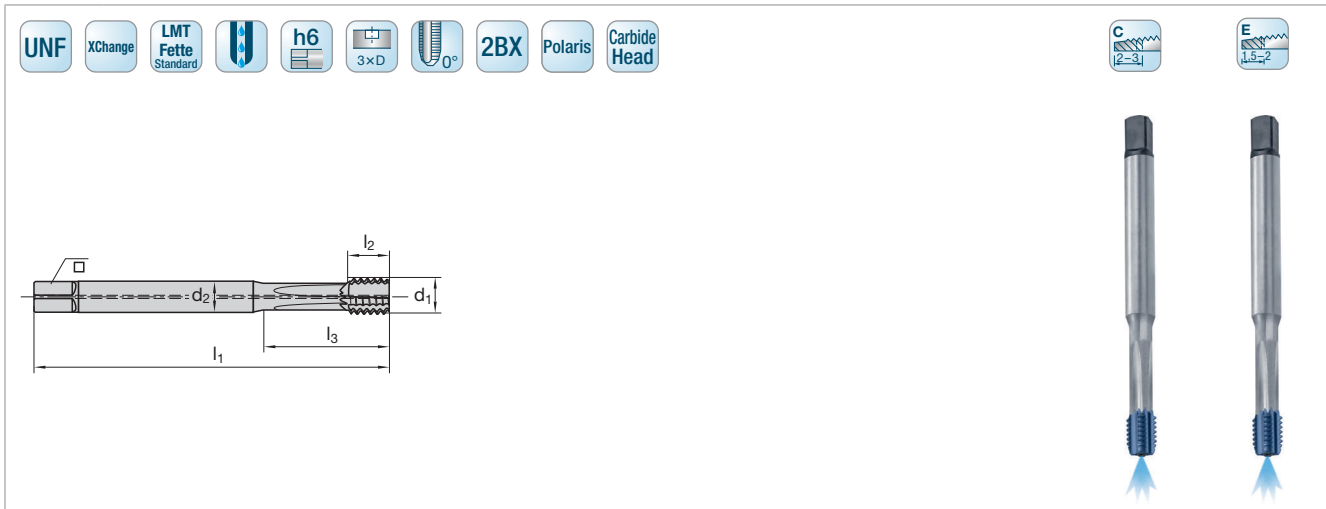 UNF
XChange
LMT
Fette
Standard
h6
3×D
0°
2BX
Polaris
Carbide
Head
C
2–3
E
1,5–2
l₂
d₂
d₁
l₃
l₁